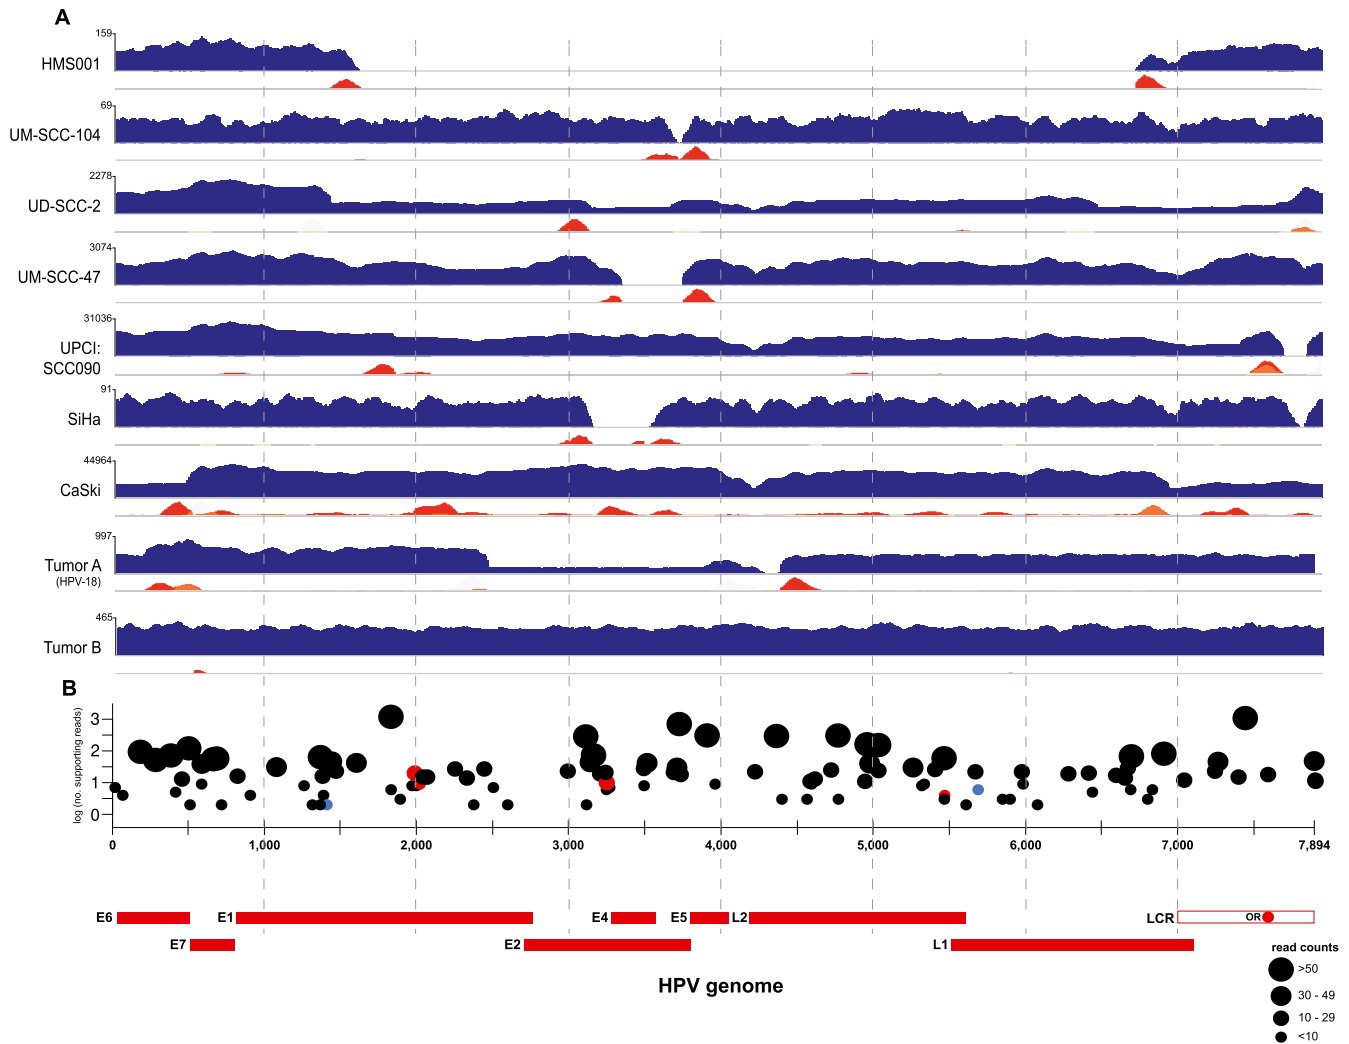 A
159
HMS001
69
UM-SCC-104
2278
UD-SCC-2
3074
UM-SCC-47
31036
UPCI:
SCC090
91
SiHa
44964
CaSki
997
Tumor A
(HPV-18)
465
Tumor B
B
log (no. supporting reads)
3
2
1
0
0 1,000 2,000 3,000 4,000 5,000 6,000 7,000 7,894
E6 E1 E4 E5 L2 LCR OR
E7 E2 L1
HPV genome
read counts
>50
30 - 49
10 - 29
<10